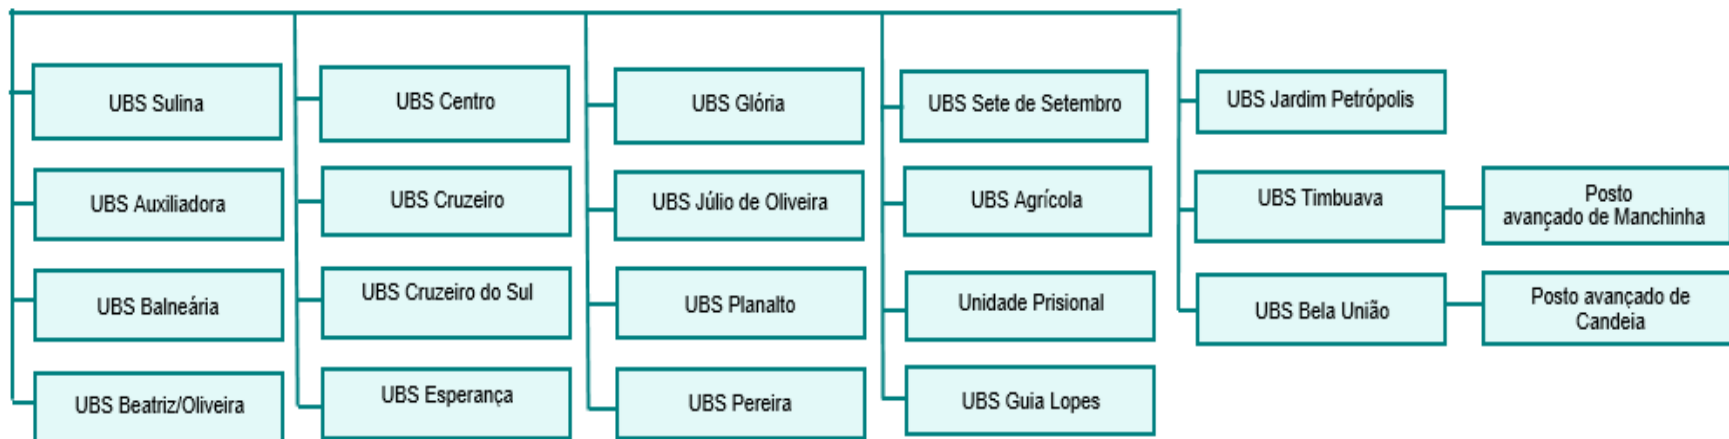 UBS Sulina
UBS Auxiliadora
UBS Balneária
UBS Beatriz/Oliveira
UBS Centro
UBS Cruzeiro
UBS Cruzeiro do Sul
UBS Esperança
UBS Glória
UBS Júlio de Oliveira
UBS Planalto
UBS Pereira
UBS Sete de Setembro
UBS Agrícola
Unidade Prisional
UBS Guia Lopes
UBS Jardim Petrópolis
UBS Timbuava
Posto
avançado de Manchinha
UBS Bela União
Posto avançado de
Candeia